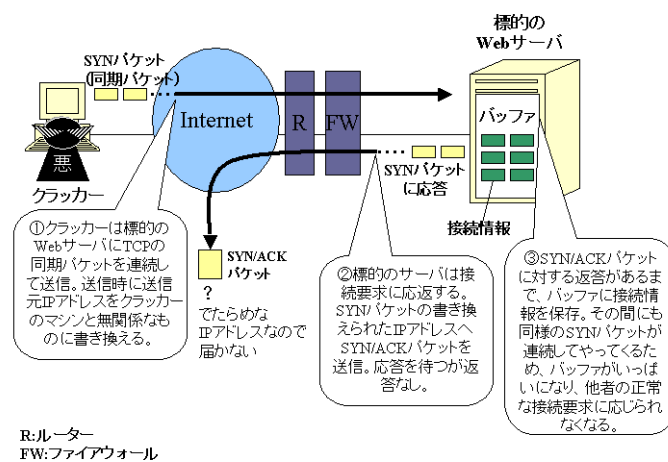 標的の
Webサーバ
SYNパケット
(同期パケット)
Internet
R
FW
バッファ
悪
クラッカー
SYNパケット
に応答
接続情報
①クラッカーは標的の
WebサーバにTCPの
同期パケットを連続し
て送信。送信時に送信
元IPアドレスをクラッカー
のマシンと無関係なも
のに書き換える。
SYN/ACK
パケット
?
でたらめな
IPアドレスなので
届かない
②標的のサーバは接
続要求に応返する。
SYNパケットの書き換
えられたIPアドレスへ
SYN/ACKパケットを
送信。応答を待つが返
答なし。
③SYN/ACKパケット
に対する返答があるま
で、バッファに接続情
報を保存。その間にも
同様のSYNパケットが
連続してやってくるた
め、バッファがいっぱ
いになり、他者の正常
な接続要求に応じられ
なくなる。
R:ルーター
FW:ファイアウォール